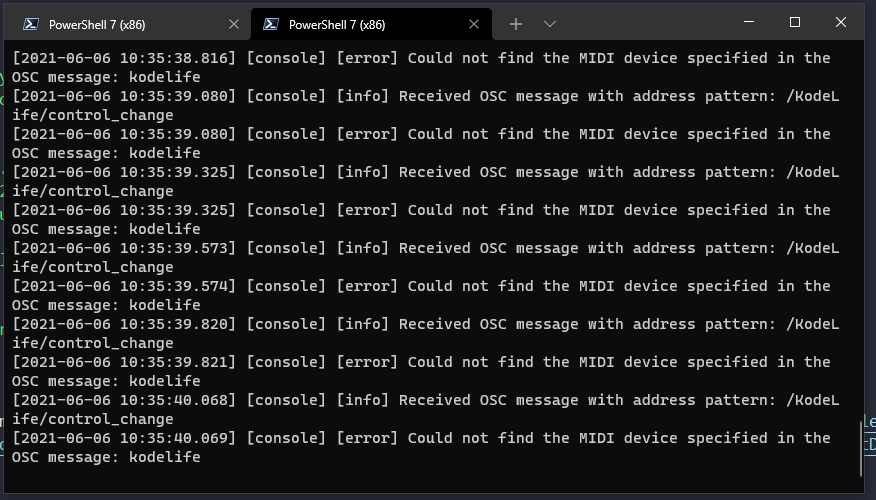 PowerShell 7 (x86)
PowerShell 7 (x86)
[2021-06-06 10:35:38.816] [console] [error] Could not find the MIDI device specified in the
OSC message: kodelife
[2021-06-06 10:35:39.080] [console] [info] Received OSC message with address pattern: /KodeL
ife/control_change
[2021-06-06 10:35:39.080] [console] [error] Could not find the MIDI device specified in the
OSC message: kodelife
[2021-06-06 10:35:39.325] [console] [info] Received OSC message with address pattern: /KodeL
ife/control_change
[2021-06-06 10:35:39.325] [console] [error] Could not find the MIDI device specified in the
OSC message: kodelife
[2021-06-06 10:35:39.573] [console] [info] Received OSC message with address pattern: /KodeL
ife/control_change
[2021-06-06 10:35:39.574] [console] [error] Could not find the MIDI device specified in the
OSC message: kodelife
[2021-06-06 10:35:39.820] [console] [info] Received OSC message with address pattern: /KodeL
ife/control_change
[2021-06-06 10:35:39.821] [console] [error] Could not find the MIDI device specified in the
OSC message: kodelife
[2021-06-06 10:35:40.068] [console] [info] Received OSC message with address pattern: /KodeL
ife/control_change
[2021-06-06 10:35:40.069] [console] [error] Could not find the MIDI device specified in the
OSC message: kodelife